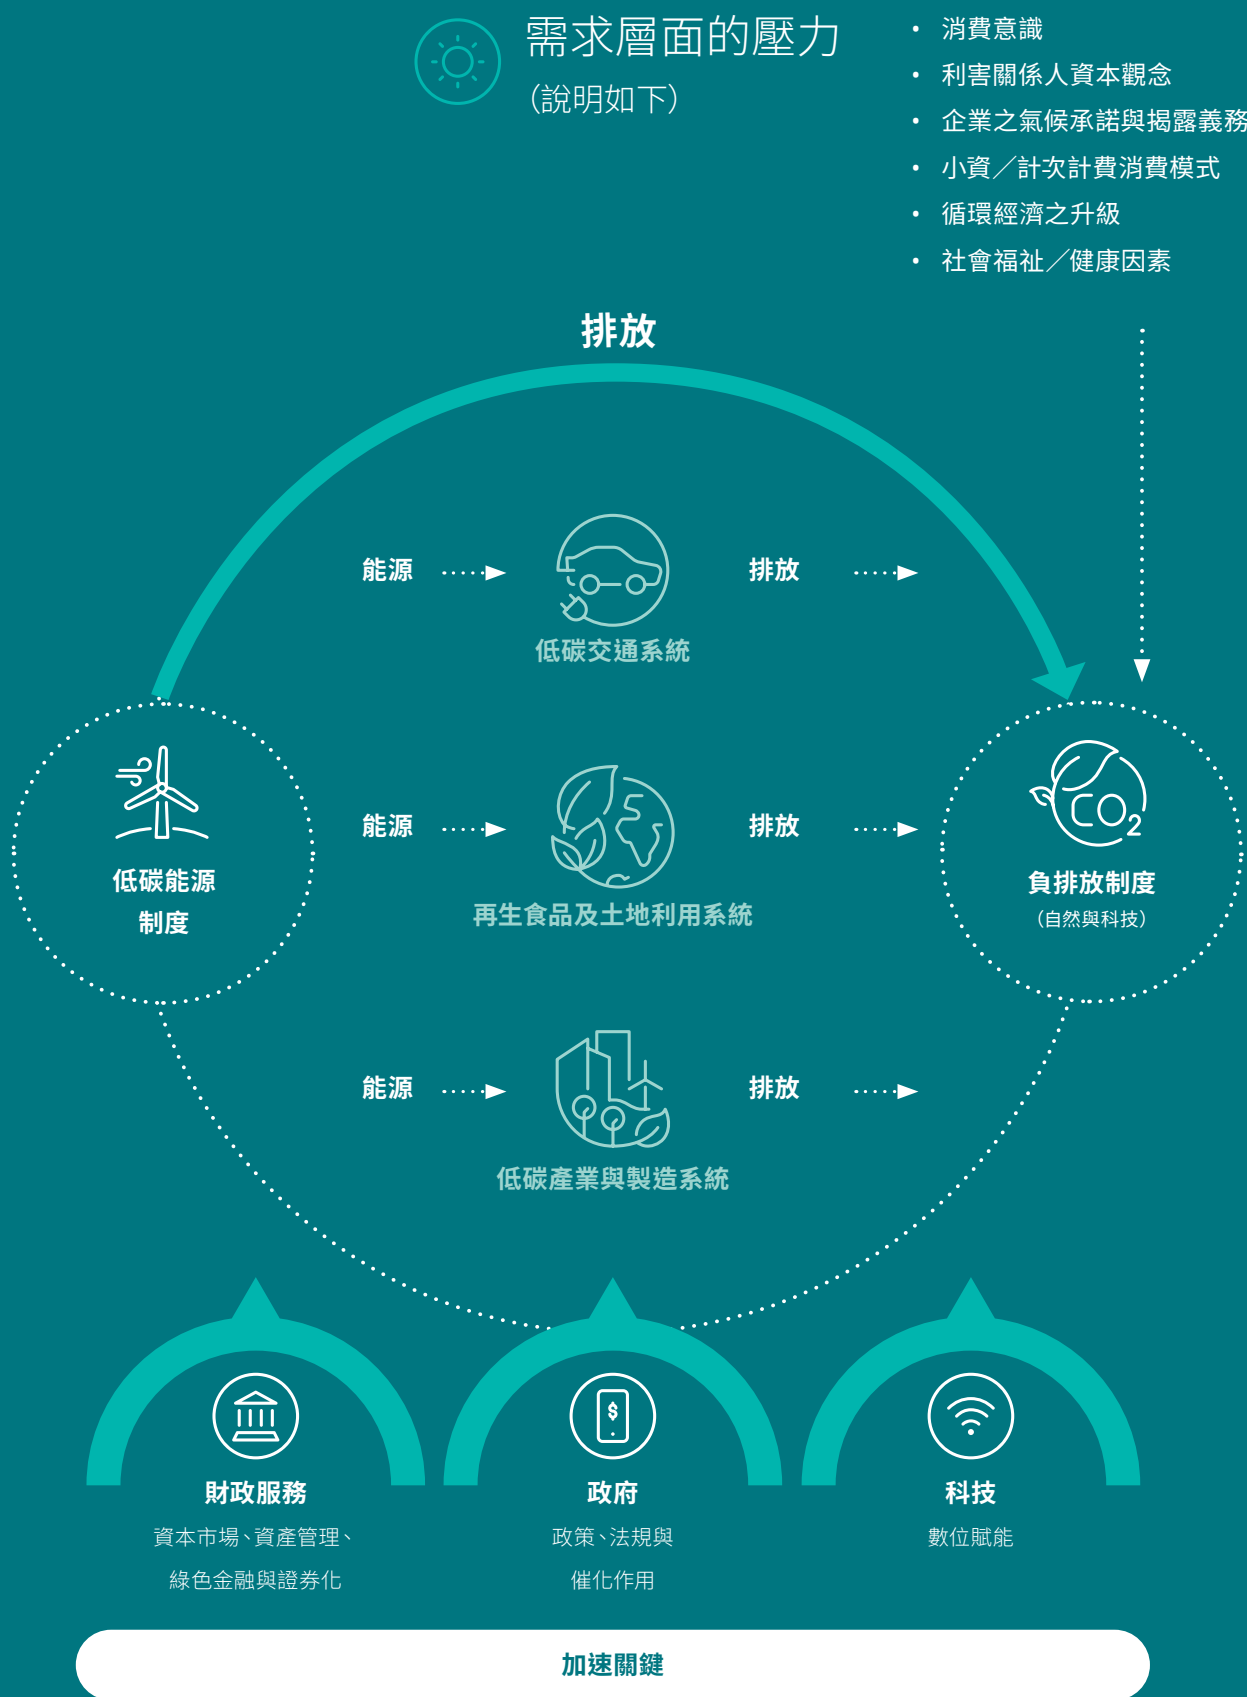 需求層面的壓力
（說明如下）
• 消費意識
• 利害關係人資本觀念
• 企業之氣候承諾與揭露義務
• 小資／計次計費消費模式
• 循環經濟之升級
• 社會福祉／健康因素
排放
能源
排放
低碳交通系統
低碳能源
制度
能源
排放
再生食品及土地利用系統
CO2
負排放制度
（自然與科技）
能源
排放
低碳產業與製造系統
$
財政服務
資本市場、資產管理、
綠色金融與證券化
政府
政策、法規與
催化作用
科技
數位賦能
加速關鍵